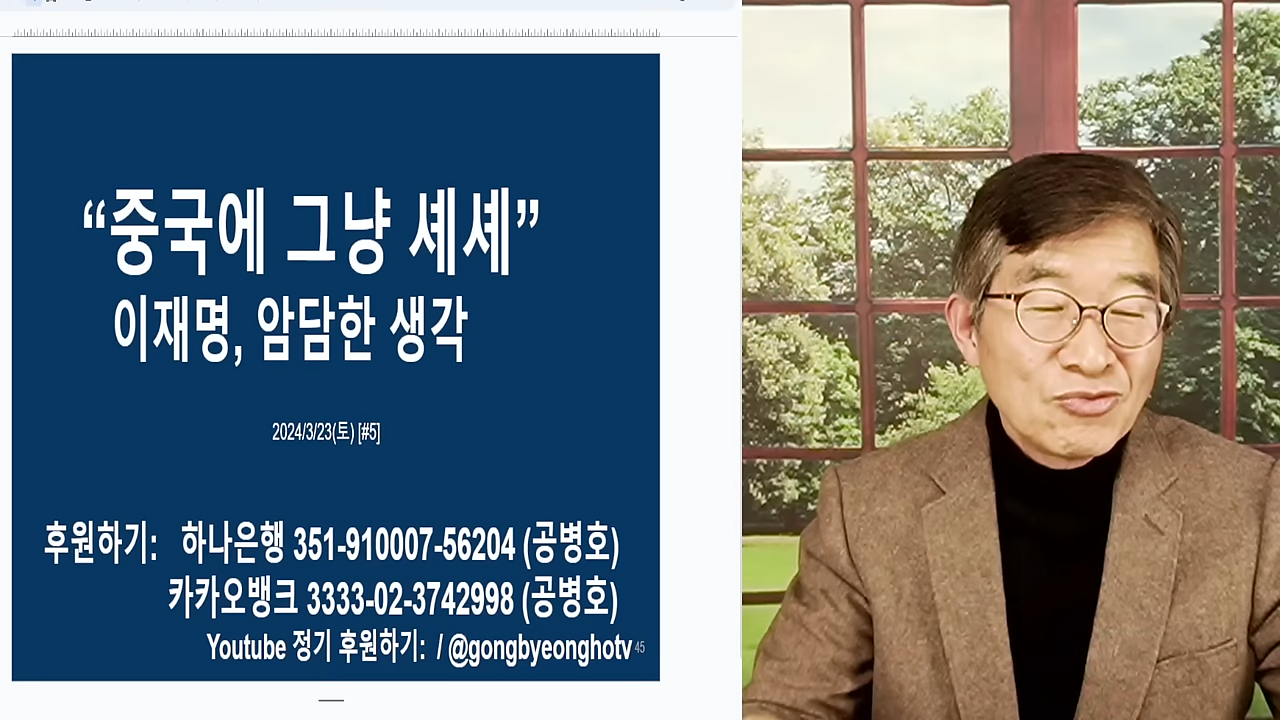 “중국에 그냥 셰셰”
이재명, 암담한 생각
2024/3/23(토) [#5]
후원하기: 하나은행 351-910007-56204 (공병호)
카카오뱅크 3333-02-3742998 (공병호)
Youtube 정기 후원하기: / @gongbyeonghotv
45